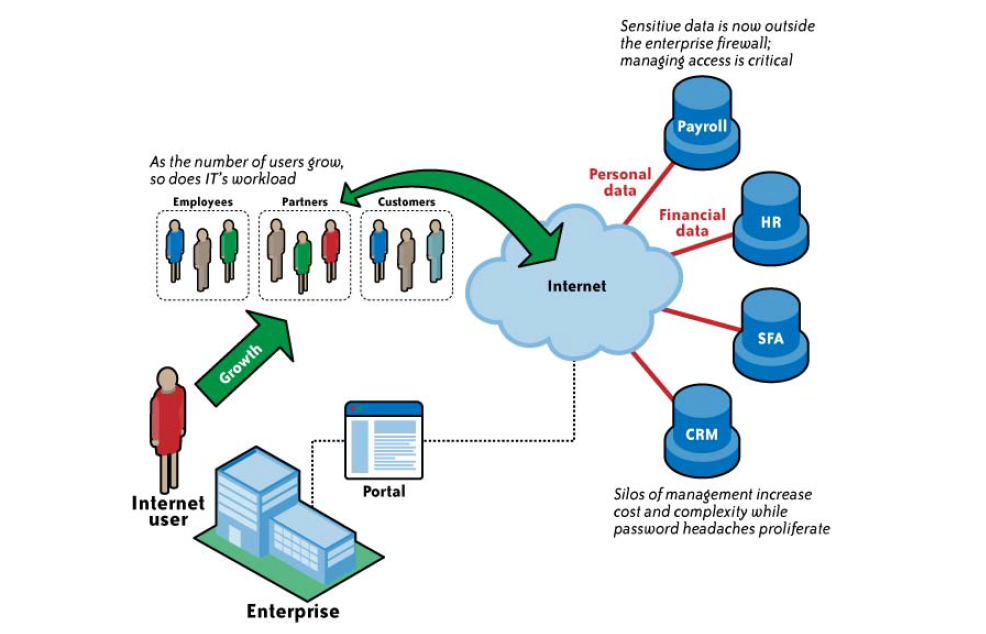 Sensitive data is now outside
the enterprise firewall;
managing access is critical
Payroll
As the number of users grow,
so does IT's workload
Personal
data
Employees
Partners
Customers
Financial
data
HR
Internet
SFA
Growth
CRM
Portal
Internet
user
Silos of management increase
cost and complexity while
password headaches proliferate
Enterprise